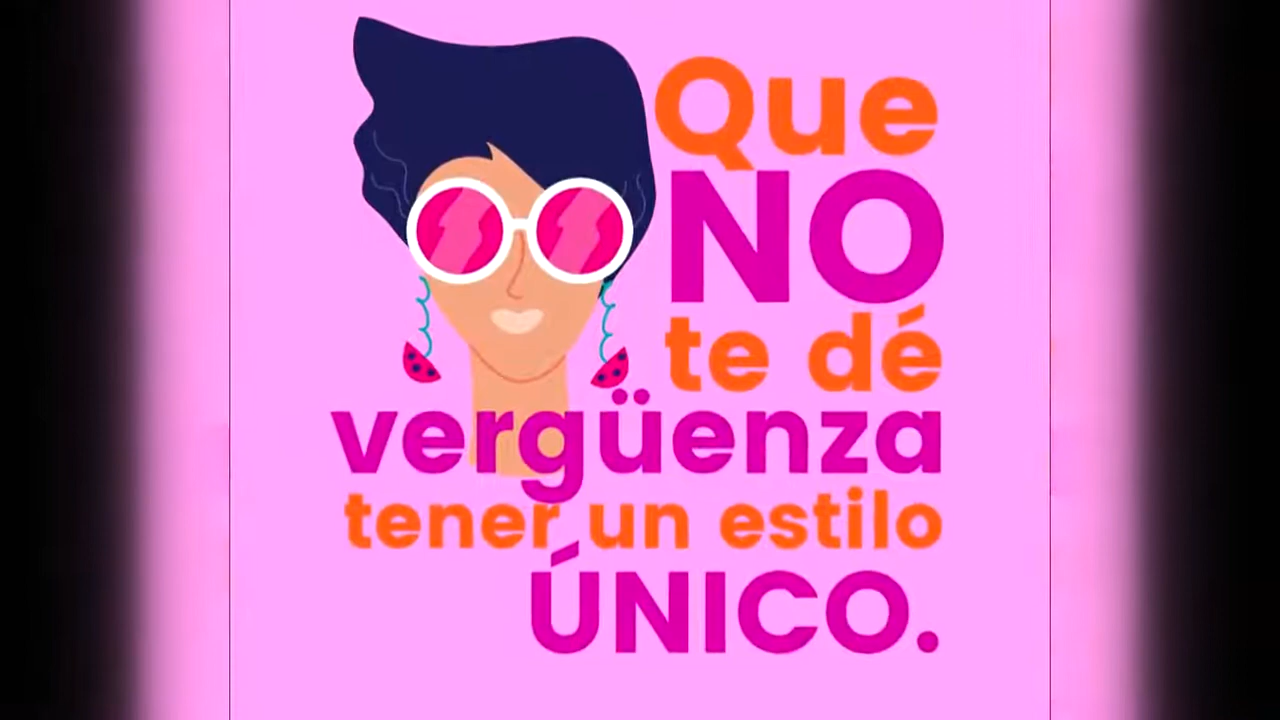 Que
NO
te dé
vergüenza
tener un estilo
ÚNICO.